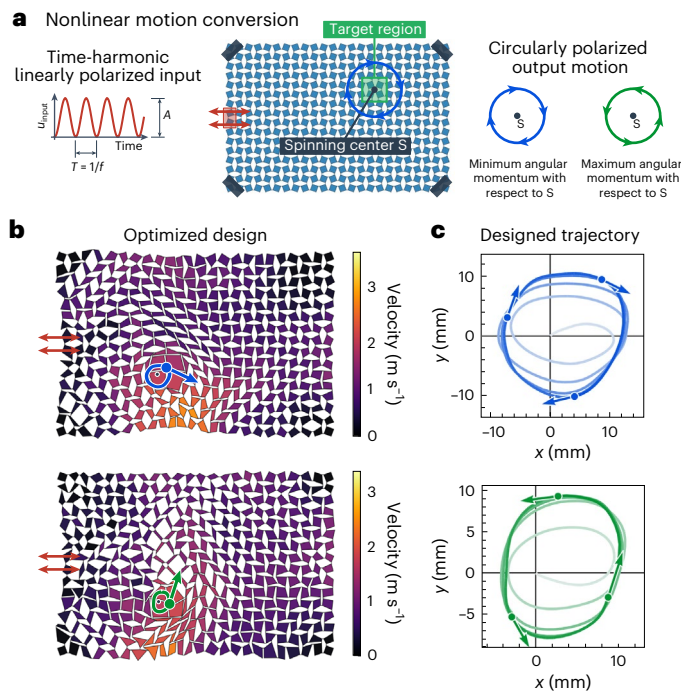 a Nonlinear motion conversion
Time-harmonic
linearly polarized input
u_input
A
Time
T = 1/f
Target region
Spinning center S
Circularly polarized
output motion
S
S
Minimum angular
momentum with
respect to S
Maximum angular
momentum with
respect to S
b Optimized design
3
2
1
0
Velocity (m s⁻¹)
3
2
1
0
Velocity (m s⁻¹)
c Designed trajectory
10
0
−10
y (mm)
−10
0
10
x (mm)
10
5
0
−5
y (mm)
0
10
x (mm)